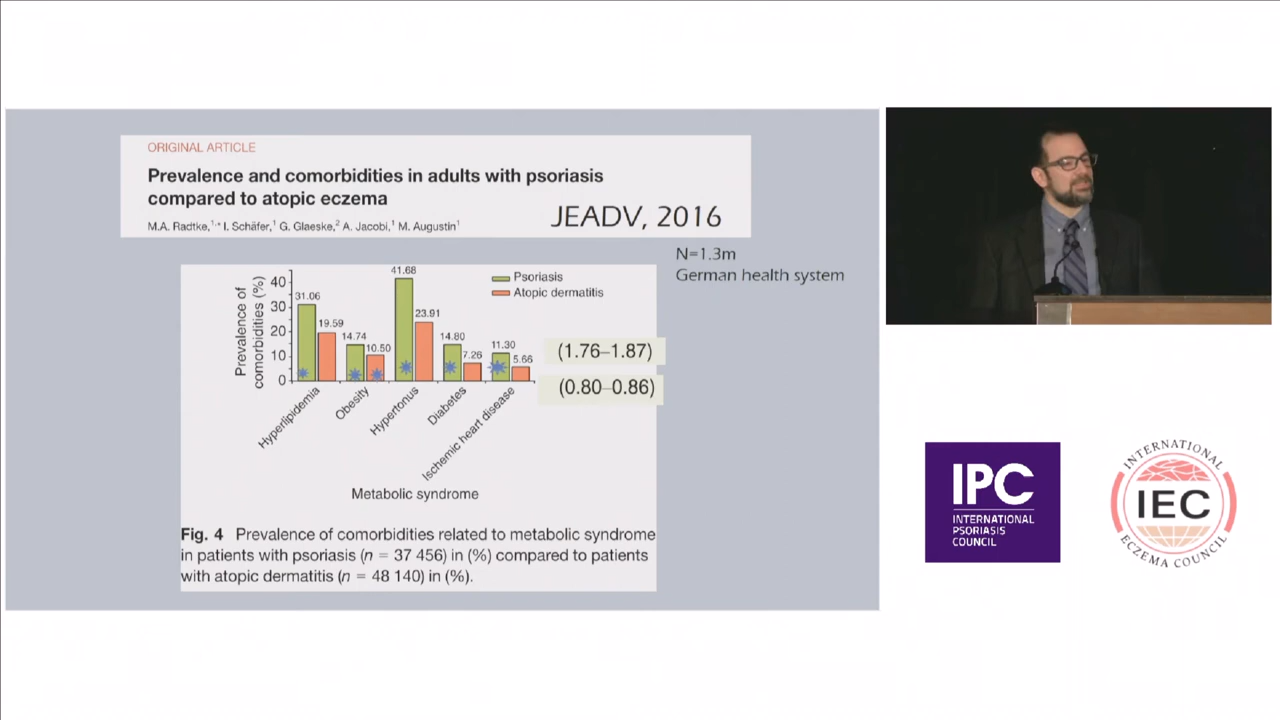 ORIGINAL ARTICLE
Prevalence and comorbidities in adults with psoriasis
compared to atopic eczema
M.A. Radtke,1,* I. Schäfer,1 G. Glaeske,2 A. Jacobi,1 M. Augustin1
JEADV, 2016
N=1.3m
German health system
Prevalence of
comorbidities (%)
40
30
20
10
0
Psoriasis
Atopic dermatitis
31.06
19.59
14.74
10.50
41.68
23.91
14.80
7.26
11.30
5.66
(1.76–1.87)
(0.80–0.86)
Hyperlipidemia
Obesity
Hypertonus
Diabetes
Ischemic heart disease
Metabolic syndrome
Fig. 4 Prevalence of comorbidities related to metabolic syndrome
in patients with psoriasis (n = 37 456) in (%) compared to patients
with atopic dermatitis (n = 48 140) in (%).
IPC
INTERNATIONAL
PSORIASIS
COUNCIL
INTERNATIONAL
IEC
ECZEMA COUNCIL